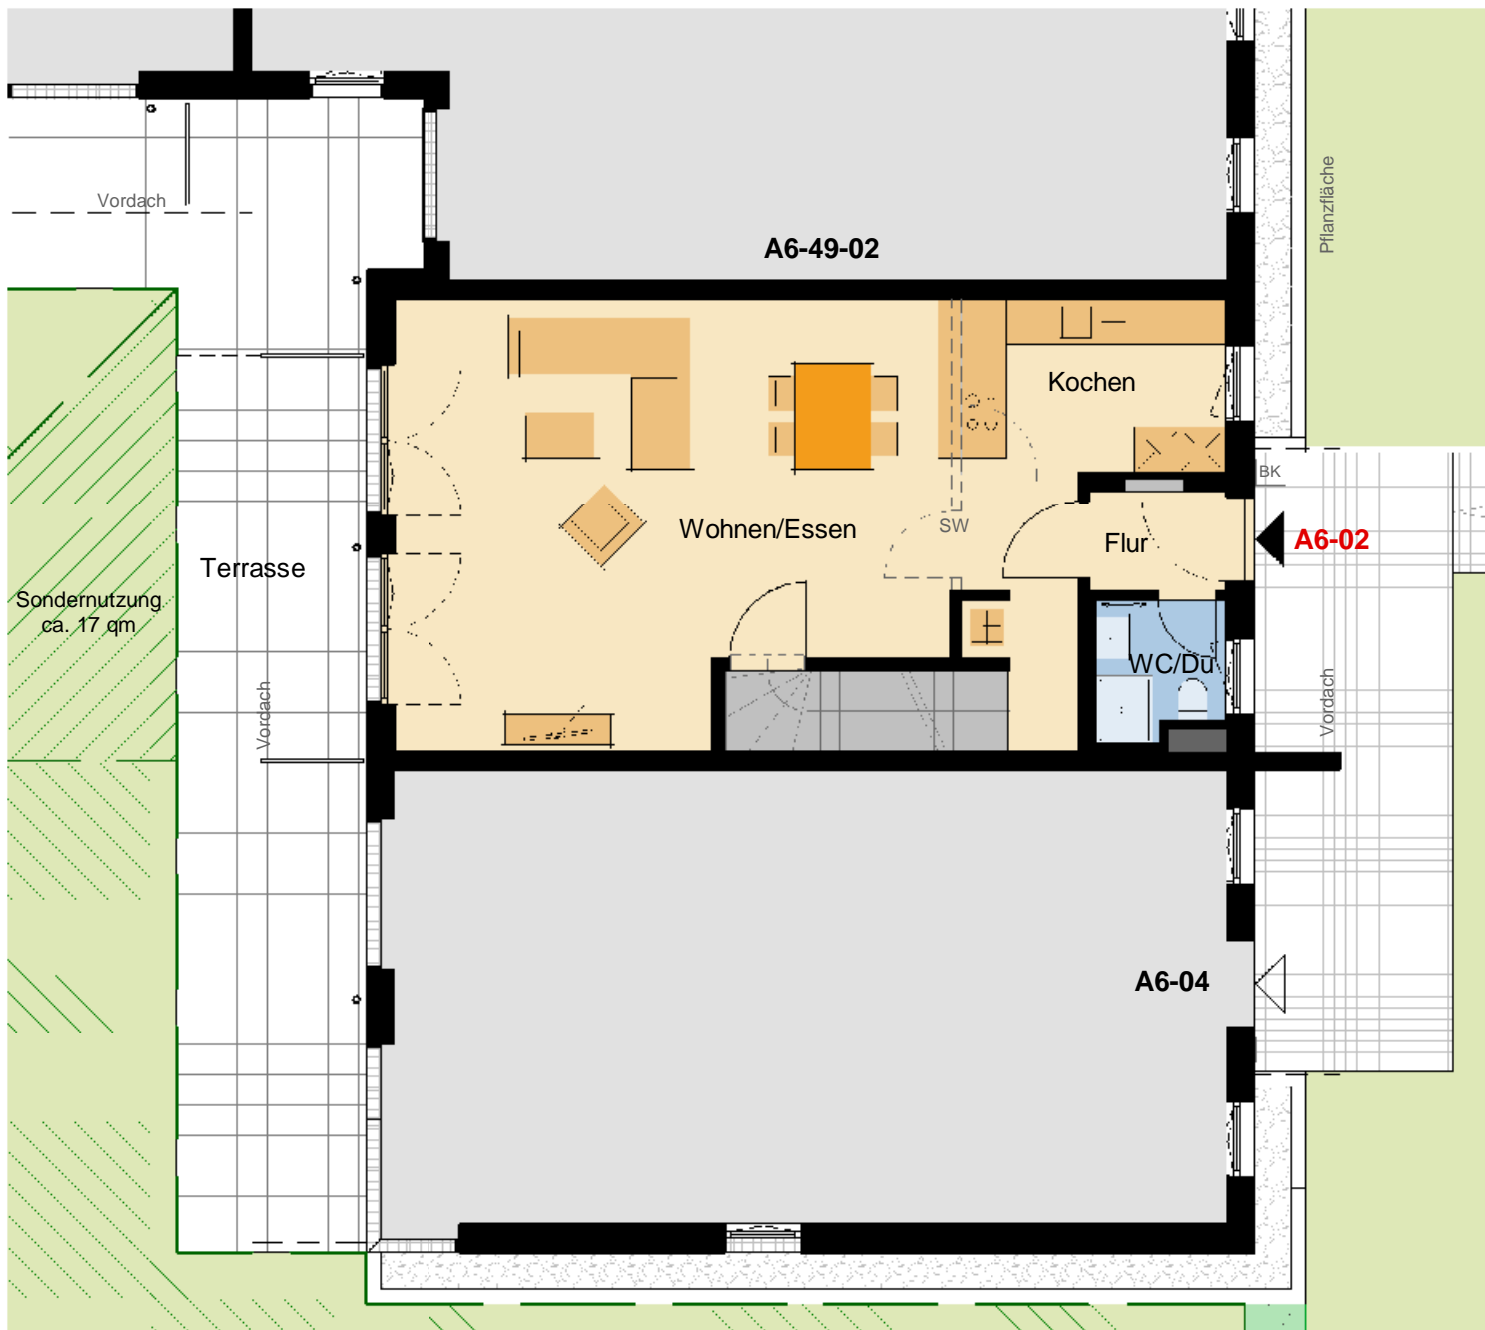 Vordach
Pflanzfläche
A6-49-02
Kochen
BK
Wohnen/Essen
SW
Flur
A6-02
Terrasse
Sondernutzung
ca. 17 qm
WC/Du
Vordach
Vordach
A6-04